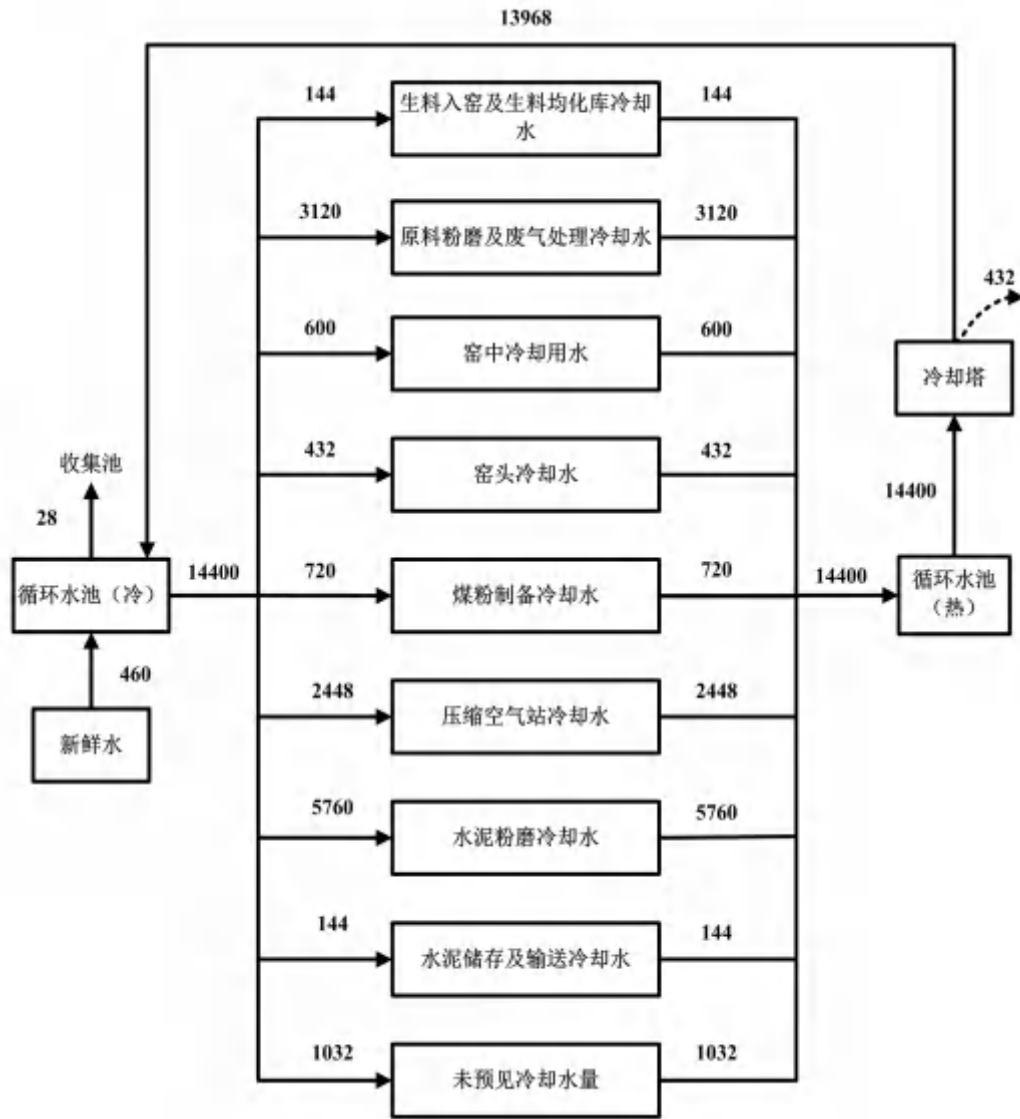 13968
144
生料入窑及生料均化库冷却
水
144
3120
原料粉磨及废气处理冷却水
3120
432
600
窑中冷却用水
600
冷却塔
收集池
432
窑头冷却水
432
14400
28
循环水池（冷）
14400
720
煤粉制备冷却水
720
14400
循环水池
（热）
460
新鲜水
2448
压缩空气站冷却水
2448
5760
水泥粉磨冷却水
5760
144
水泥储存及输送冷却水
144
1032
未预见冷却水量
1032